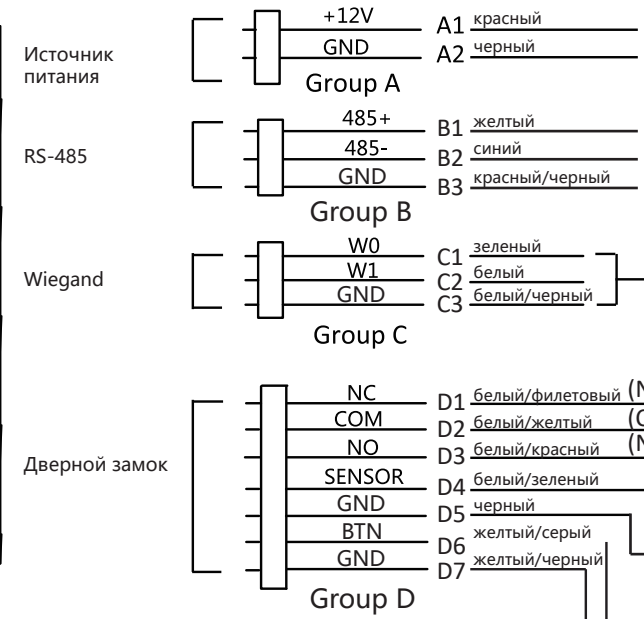 +12V A1 красный
Источник
питания
GND A2 черный
Group A
485+ B1 желтый
RS-485 485- B2 синий
GND B3 красный/черный
Group B
W0 C1 зеленый
Wiegand W1 C2 белый
GND C3 белый/черный
Group C
NC D1 белый/филетовый (N
COM D2 белый/желтый (C
NO D3 белый/красный (N
Дверной замок
SENSOR D4 белый/зеленый
GND D5 черный
BTN D6 желтый/серый
GND D7 желтый/черный
Group D